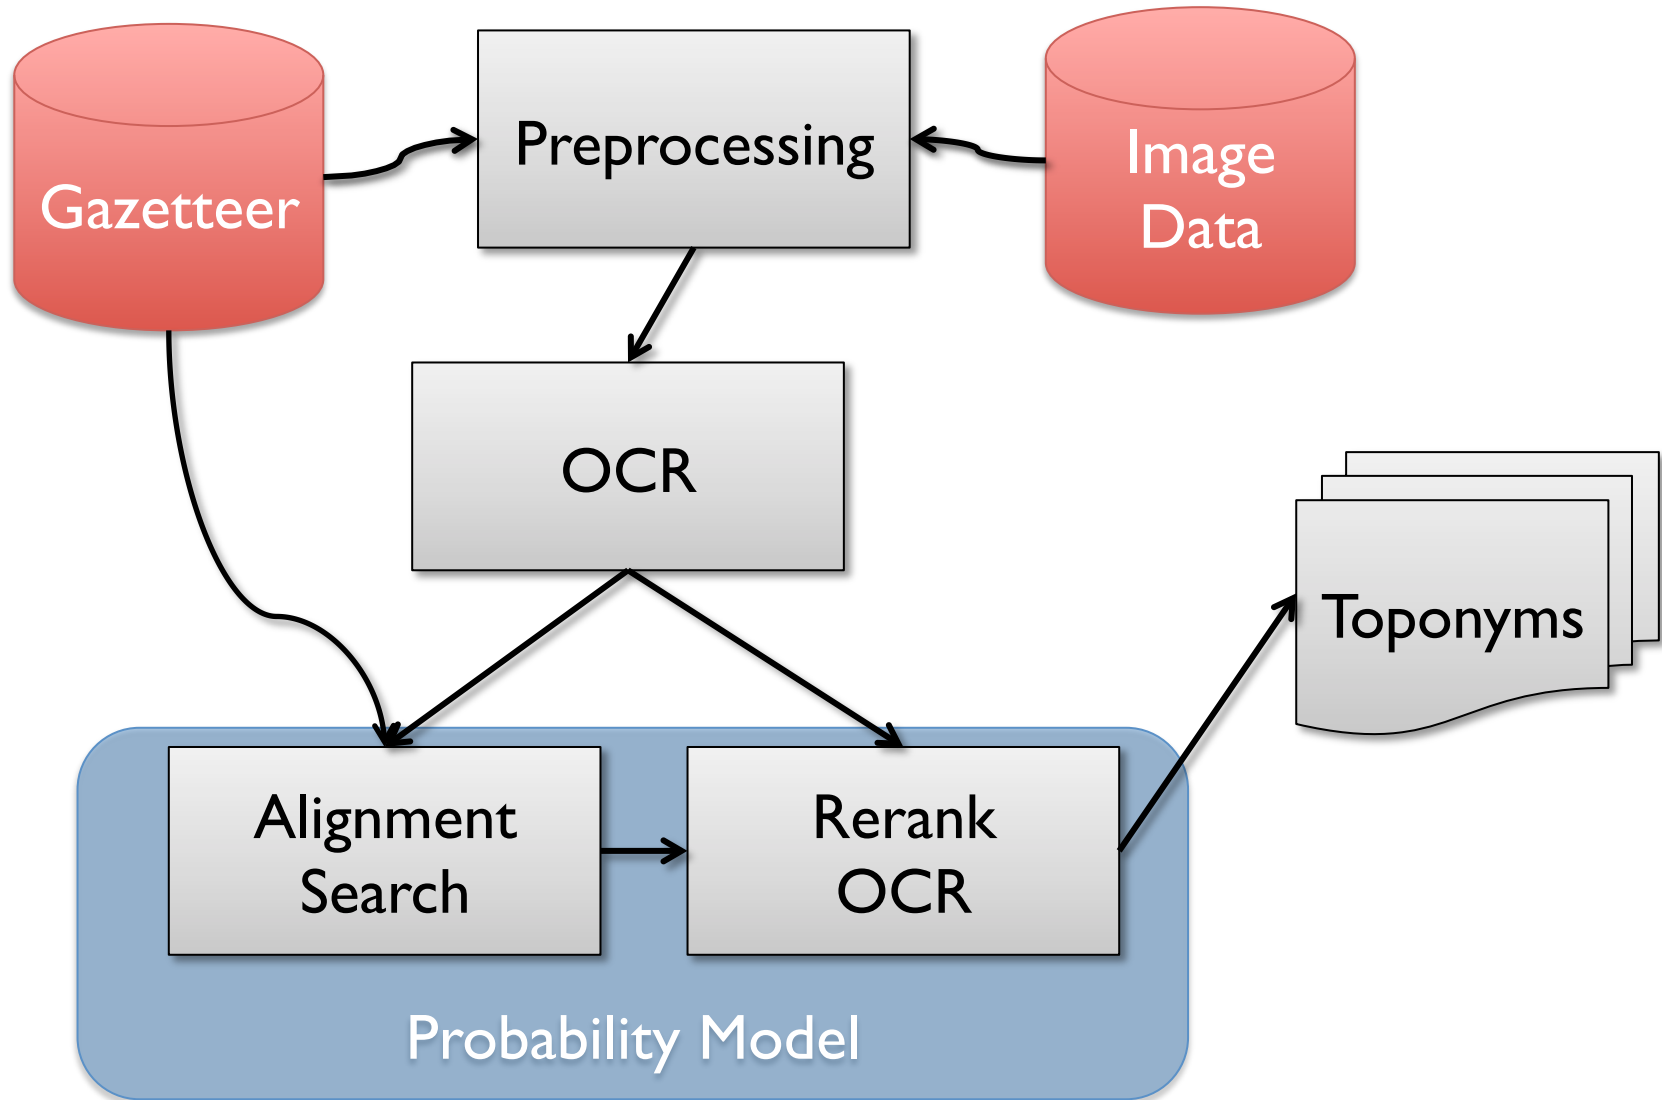 Gazetteer
Preprocessing
Image
Data
OCR
Toponyms
Alignment
Search
Rerank
OCR
Probability Model